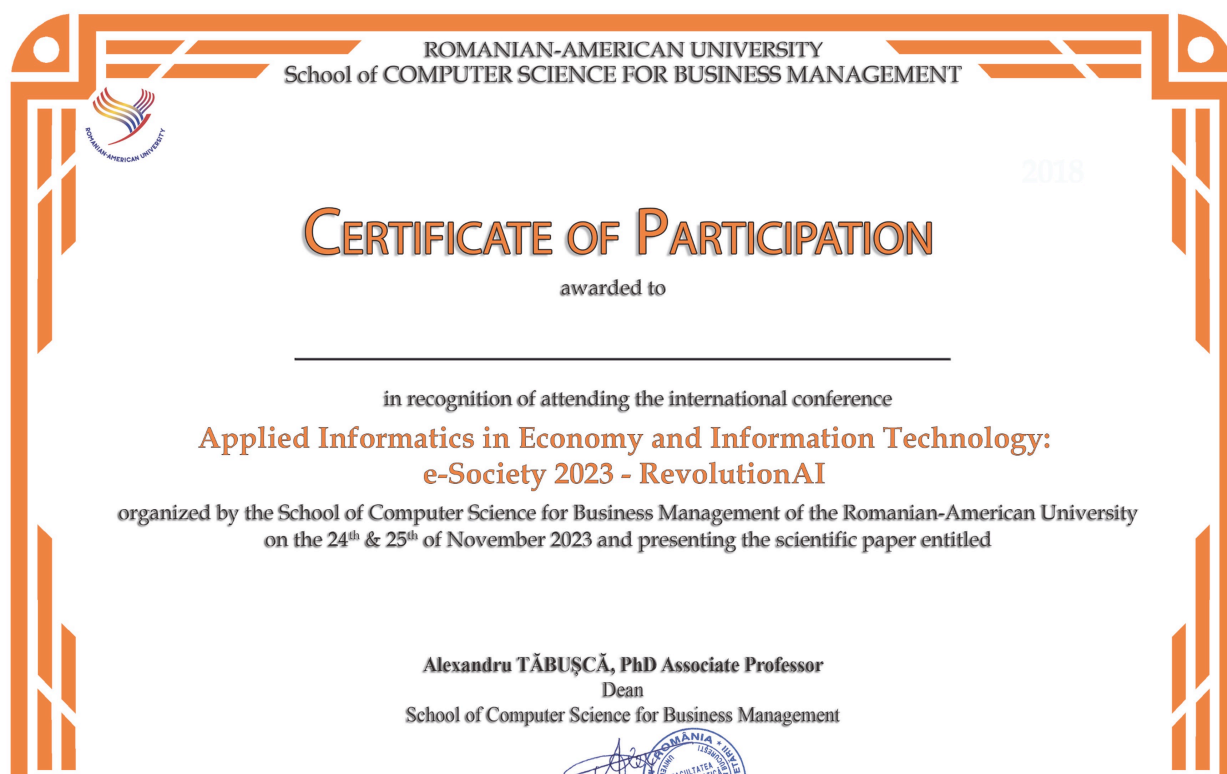 ROMANIAN-AMERICAN UNIVERSITY
School of COMPUTER SCIENCE FOR BUSINESS MANAGEMENT
ROMANIAN-AMERICAN UNIVERSITY
2018
CERTIFICATE OF PARTICIPATION
awarded to
in recognition of attending the international conference
Applied Informatics in Economy and Information Technology:
e-Society 2023 - RevolutionAI
organized by the School of Computer Science for Business Management of the Romanian-American University
on the 24th & 25th of November 2023 and presenting the scientific paper entitled
Alexandru TĂBUȘCĂ, PhD Associate Professor
Dean
School of Computer Science for Business Management
ROMÂNIA